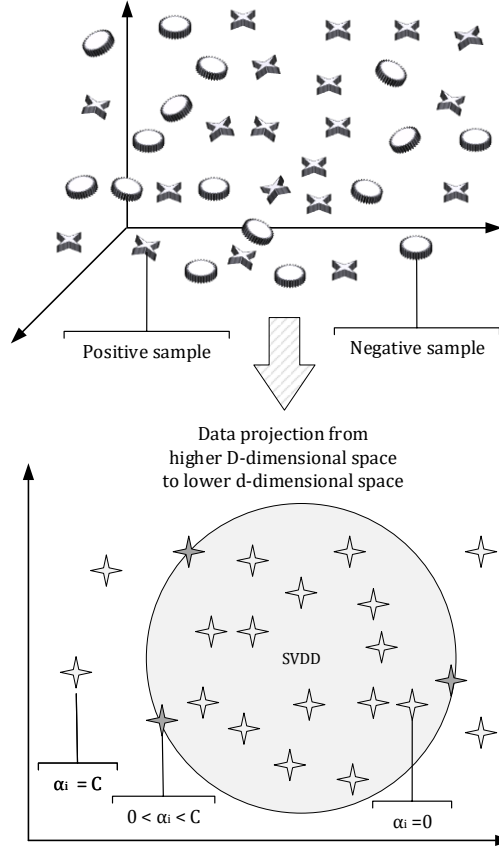 Positive sample
Negative sample
Data projection from
higher D-dimensional space
to lower d-dimensional space
SVDD
αi = C
0 < αi < C
αi =0